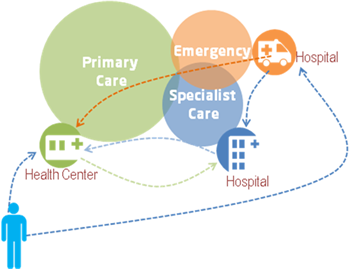 Primary
Care
Emergency
Hospital
Specialist
Care
Health Center
Hospital